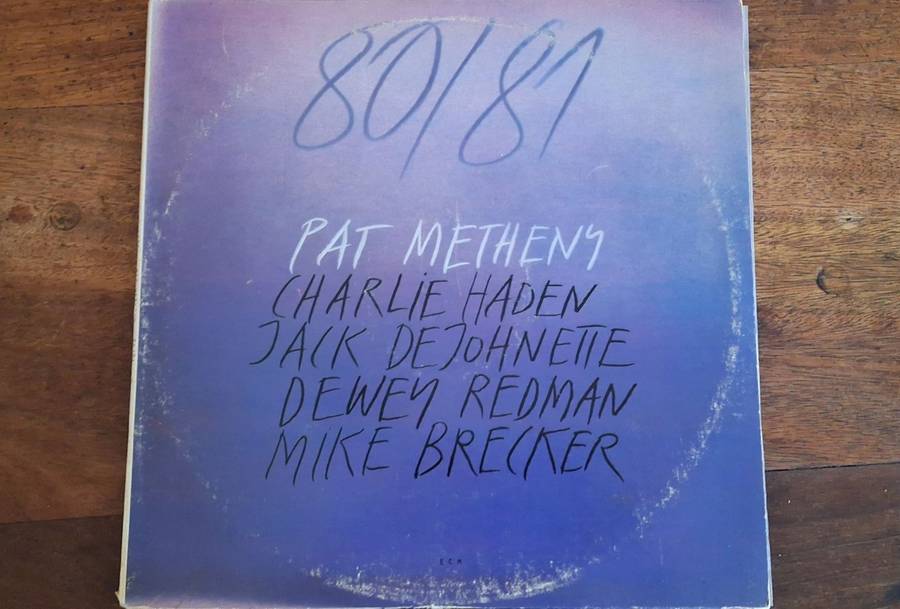 80/81
PAT METHENY
CHARLIE HADEN
JACK DEJOHNETTE
DEWEY REDMAN
MIKE BRECKER
ECM